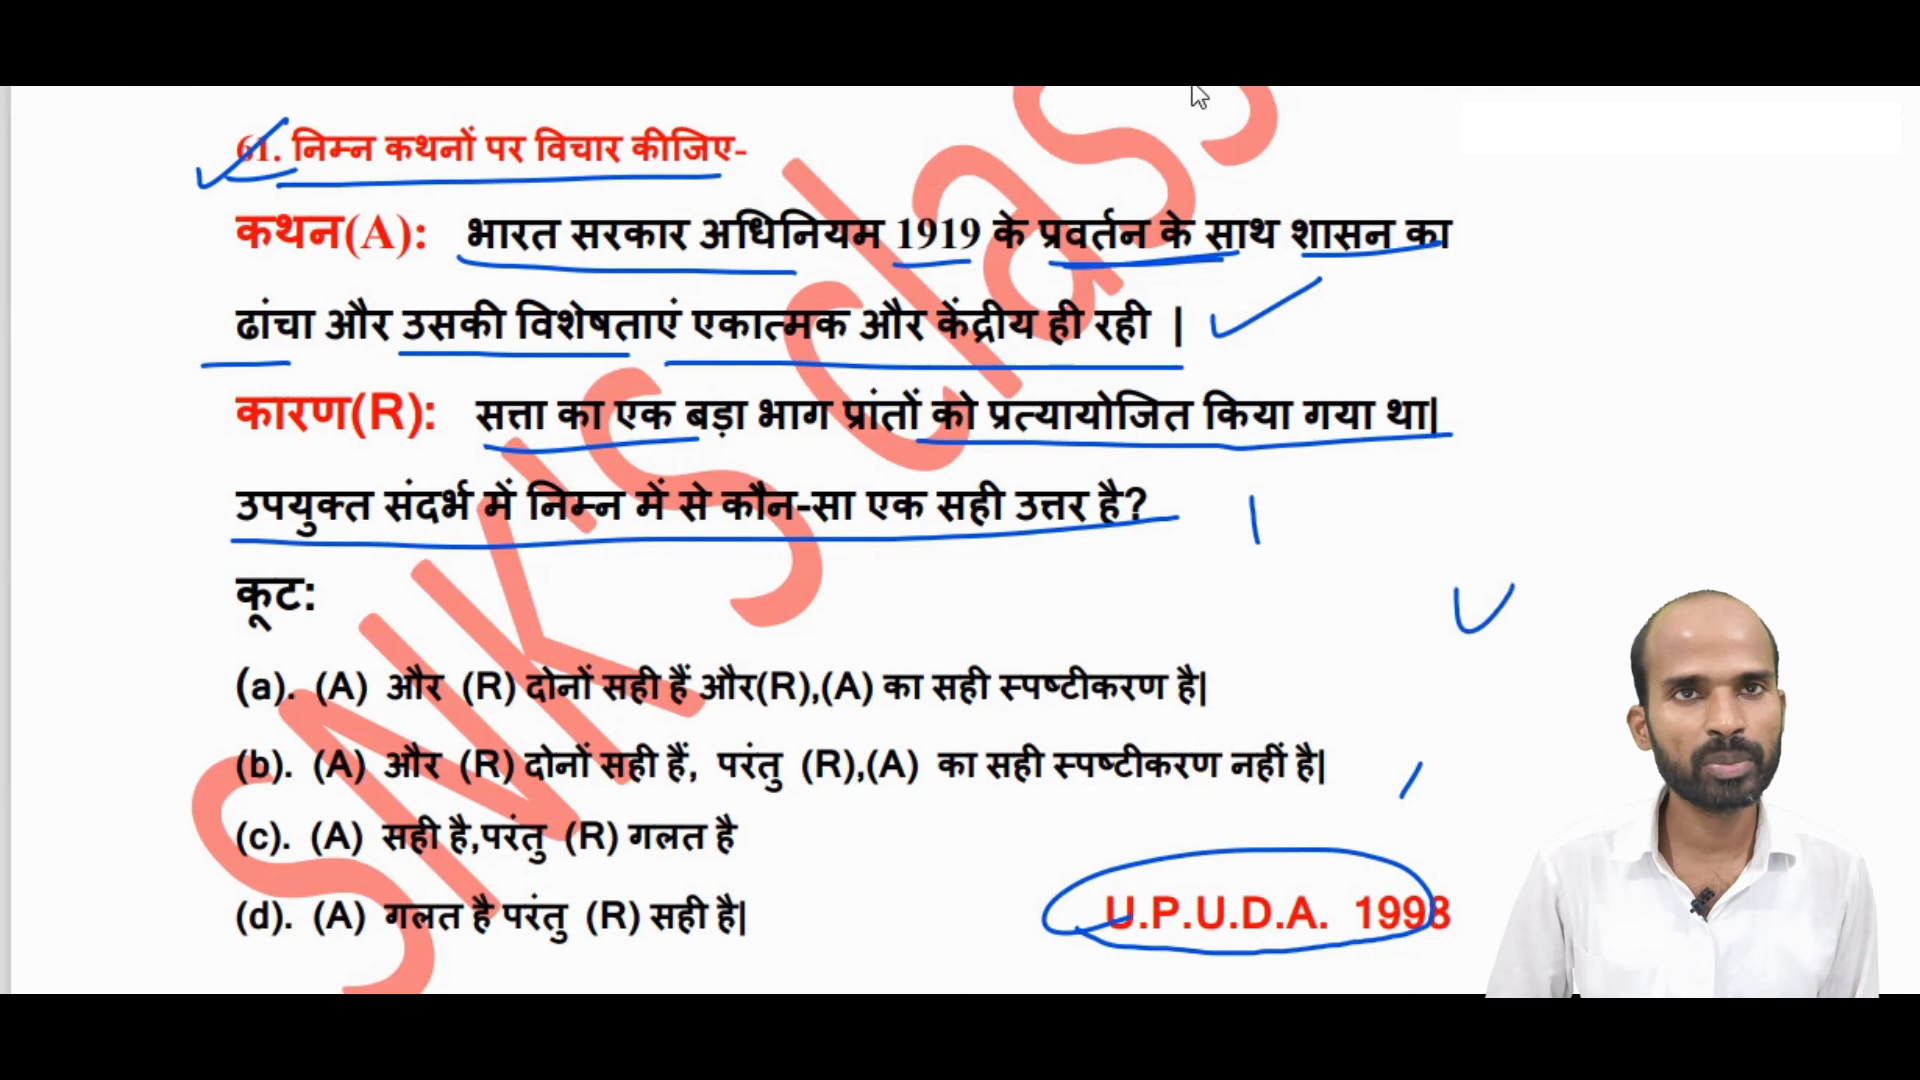 61. निम्न कथनों पर विचार कीजिए-
कथन(A): भारत सरकार अधिनियम 1919 के प्रवर्तन के साथ शासन का
ढांचा और उसकी विशेषताएं एकात्मक और केंद्रीय ही रही |
कारण(R): सत्ता का एक बड़ा भाग प्रांतों को प्रत्यायोजित किया गया था|
उपयुक्त संदर्भ में निम्न में से कौन-सा एक सही उत्तर है?
कूट:
(a). (A) और (R) दोनों सही हैं और(R),(A) का सही स्पष्टीकरण है|
(b). (A) और (R) दोनों सही हैं, परंतु (R),(A) का सही स्पष्टीकरण नहीं है|
(c). (A) सही है,परंतु (R) गलत है
(d). (A) गलत है परंतु (R) सही है|
U.P.U.D.A. 1998
SNK'S Class